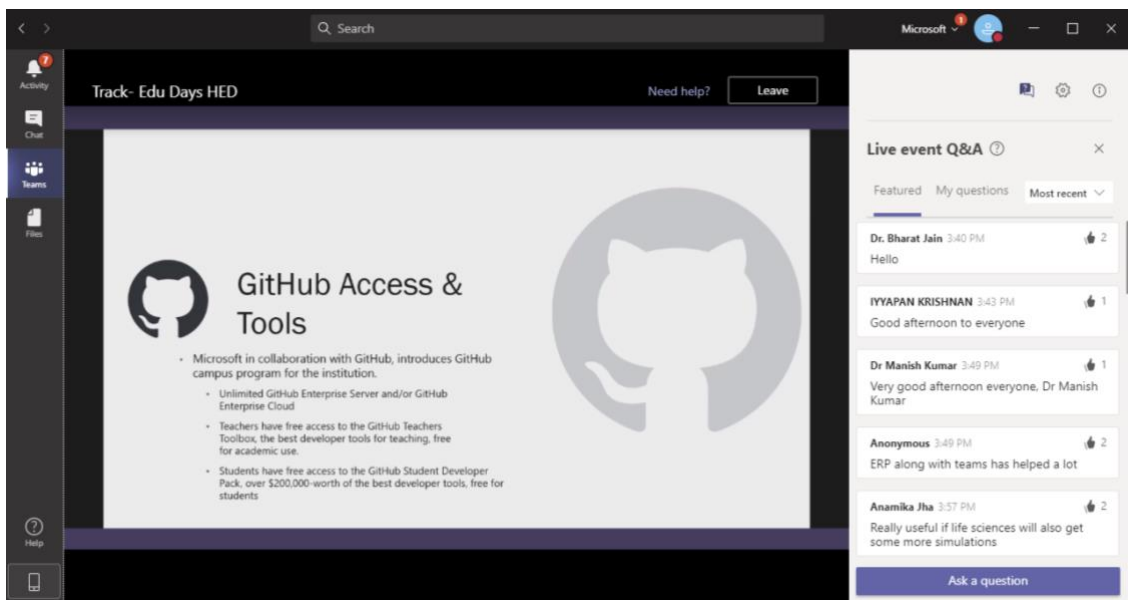 Search
Microsoft
1
7
Activity
Chat
Teams
Files
Help
Track- Edu Days HED
Need help?
Leave
GitHub Access &
Tools
• Microsoft in collaboration with GitHub, introduces GitHub
campus program for the institution.
• Unlimited GitHub Enterprise Server and/or GitHub
Enterprise Cloud
• Teachers have free access to the GitHub Teachers
Toolbox, the best developer tools for teaching, free
for academic use.
• Students have free access to the GitHub Student Developer
Pack, over $200,000-worth of the best developer tools, free for
students
Live event Q&A
Featured My questions Most recent
Dr. Bharat Jain 3:40 PM 2
Hello
IYYAPAN KRISHNAN 3:43 PM 1
Good afternoon to everyone
Dr Manish Kumar 3:49 PM 1
Very good afternoon everyone, Dr Manish
Kumar
Anonymous 3:49 PM 2
ERP along with teams has helped a lot
Anamika Jha 3:57 PM 2
Really useful if life sciences will also get
some more simulations
Ask a question